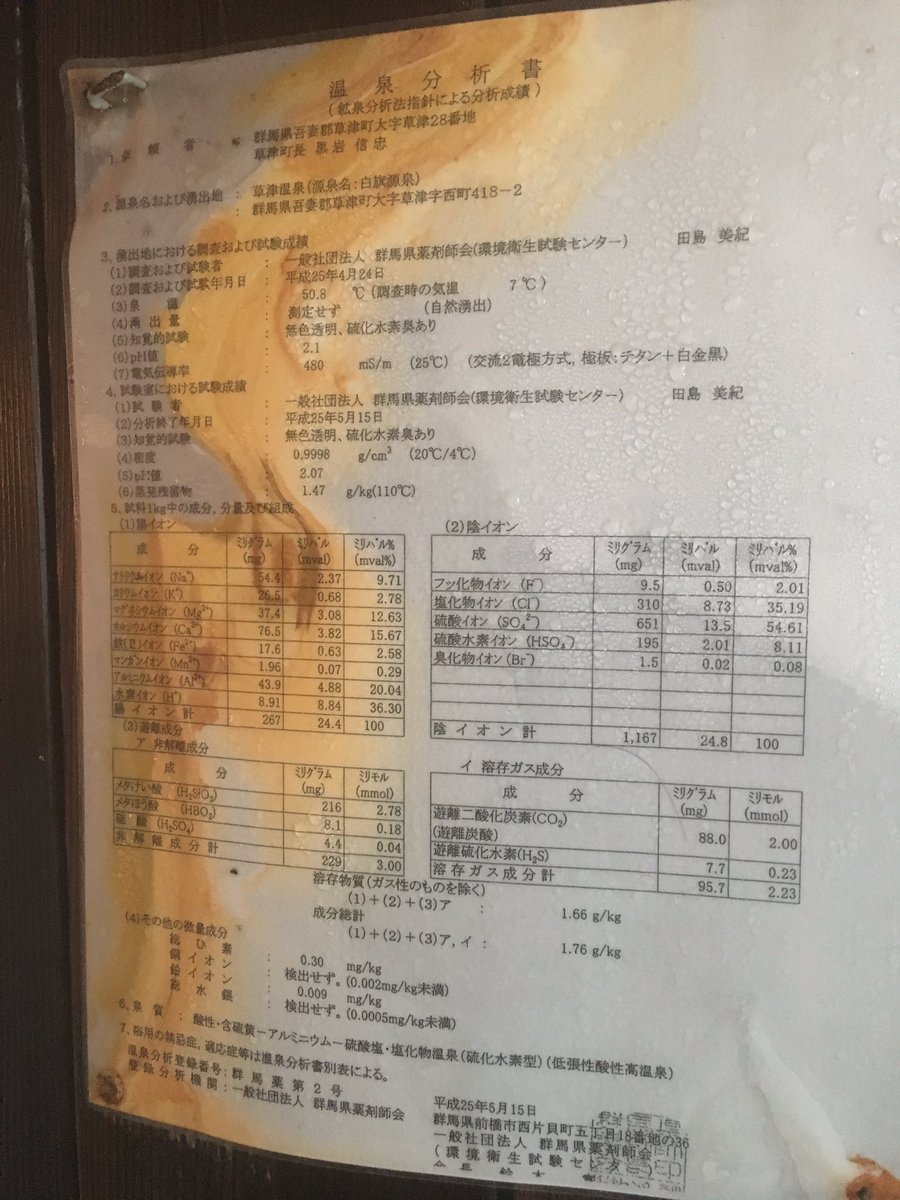 温泉分析書
(鉱泉分析法指針による分析成績)
1. 依頼者 : 群馬県吾妻郡草津町大字草津28番地
草津町長 黒岩 信忠
2. 源泉名および湧出地 : 草津温泉(源泉名:白旗源泉)
: 群馬県吾妻郡草津町大字草津字西町418-2
3. 湧出地における調査および試験成績
(1)調査および試験者 : 一般社団法人 群馬県薬剤師会(環境衛生試験センター) 田島 美紀
(2)調査および試験年月日 : 平成25年4月24日
(3)泉温 : 50.8 ℃ (調査時の気温 7℃)
(4)湧出量 : 測定せず (自然湧出)
(5)知覚的試験 : 無色透明、硫化水素臭あり
(6)pH値 : 2.1
(7)電気伝導率 : 480 mS/m (25℃) (交流2電極方式, 極板:チタン+白金黒)
4. 試験室における試験成績
(1)試験者 : 一般社団法人 群馬県薬剤師会(環境衛生試験センター) 田島 美紀
(2)分析終了年月日 : 平成25年5月15日
(3)知覚的試験 : 無色透明、硫化水素臭あり
(4)密度 : 0.9998 g/cm³ (20℃/4℃)
(5)pH値 : 2.07
(6)蒸発残留物 : 1.47 g/kg(110℃)
5. 試料1kg中の成分, 分量及び組成
(1)陽イオン
成分 ミリグラム(mg) ミリバル(mval) ミリバル%(mval%)
ナトリウムイオン (Na⁺) 54.4 2.37 9.71
カリウムイオン (K⁺) 26.5 0.68 2.78
マグネシウムイオン (Mg²⁺) 37.4 3.08 12.63
カルシウムイオン (Ca²⁺) 76.5 3.82 15.67
鉄(Ⅱ)イオン (Fe²⁺) 17.6 0.63 2.58
マンガンイオン (Mn²⁺) 1.96 0.07 0.29
アルミニウムイオン (Al³⁺) 43.9 4.88 20.04
水素イオン (H⁺) 8.91 8.84 36.30
陽イオン計 267 24.4 100
(2)陰イオン
成分 ミリグラム(mg) ミリバル(mval) ミリバル%(mval%)
フッ化物イオン (F⁻) 9.5 0.50 2.01
塩化物イオン (Cl⁻) 310 8.73 35.19
硫酸イオン (SO₄²⁻) 651 13.5 54.61
硫酸水素イオン (HSO₄⁻) 195 2.01 8.11
臭化物イオン (Br⁻) 1.5 0.02 0.08
陰イオン計 1,167 24.8 100
(3)遊離成分
ア 非解離成分
成分 ミリグラム(mg) ミリモル(mmol)
メタけい酸 (H₂SiO₃) 216 2.78
メタほう酸 (HBO₂) 8.1 0.18
硫酸 (H₂SO₄) 4.4 0.04
非解離成分計 229 3.00
イ 溶存ガス成分
成分 ミリグラム(mg) ミリモル(mmol)
遊離二酸化炭素(CO₂)
(遊離炭酸) 88.0 2.00
遊離硫化水素(H₂S) 7.7 0.23
溶存ガス成分計 95.7 2.23
溶存物質(ガス性のものを除く)
(1)+(2)+(3)ア : 1.66 g/kg
成分総計
(1)+(2)+(3)ア, イ : 1.76 g/kg
(4)その他の微量成分
総ひ素 : 0.30 mg/kg
銅イオン : 検出せず。(0.002mg/kg未満)
鉛イオン : 0.009 mg/kg
総水銀 : 検出せず。(0.0005mg/kg未満)
6. 泉質 : 酸性・含硫黄-アルミニウム-硫酸塩・塩化物温泉(硫化水素型)(低張性酸性高温泉)
7. 浴用の禁忌症, 適応症等は温泉分析書別表による。
温泉分析登録番号:群馬薬第2号
登録分析機関:一般社団法人 群馬県薬剤師会
平成25年5月15日
群馬県前橋市西片貝町五丁目18番地の36
一般社団法人 群馬県薬剤師会
(環境衛生試験センタ
会長 鈴木